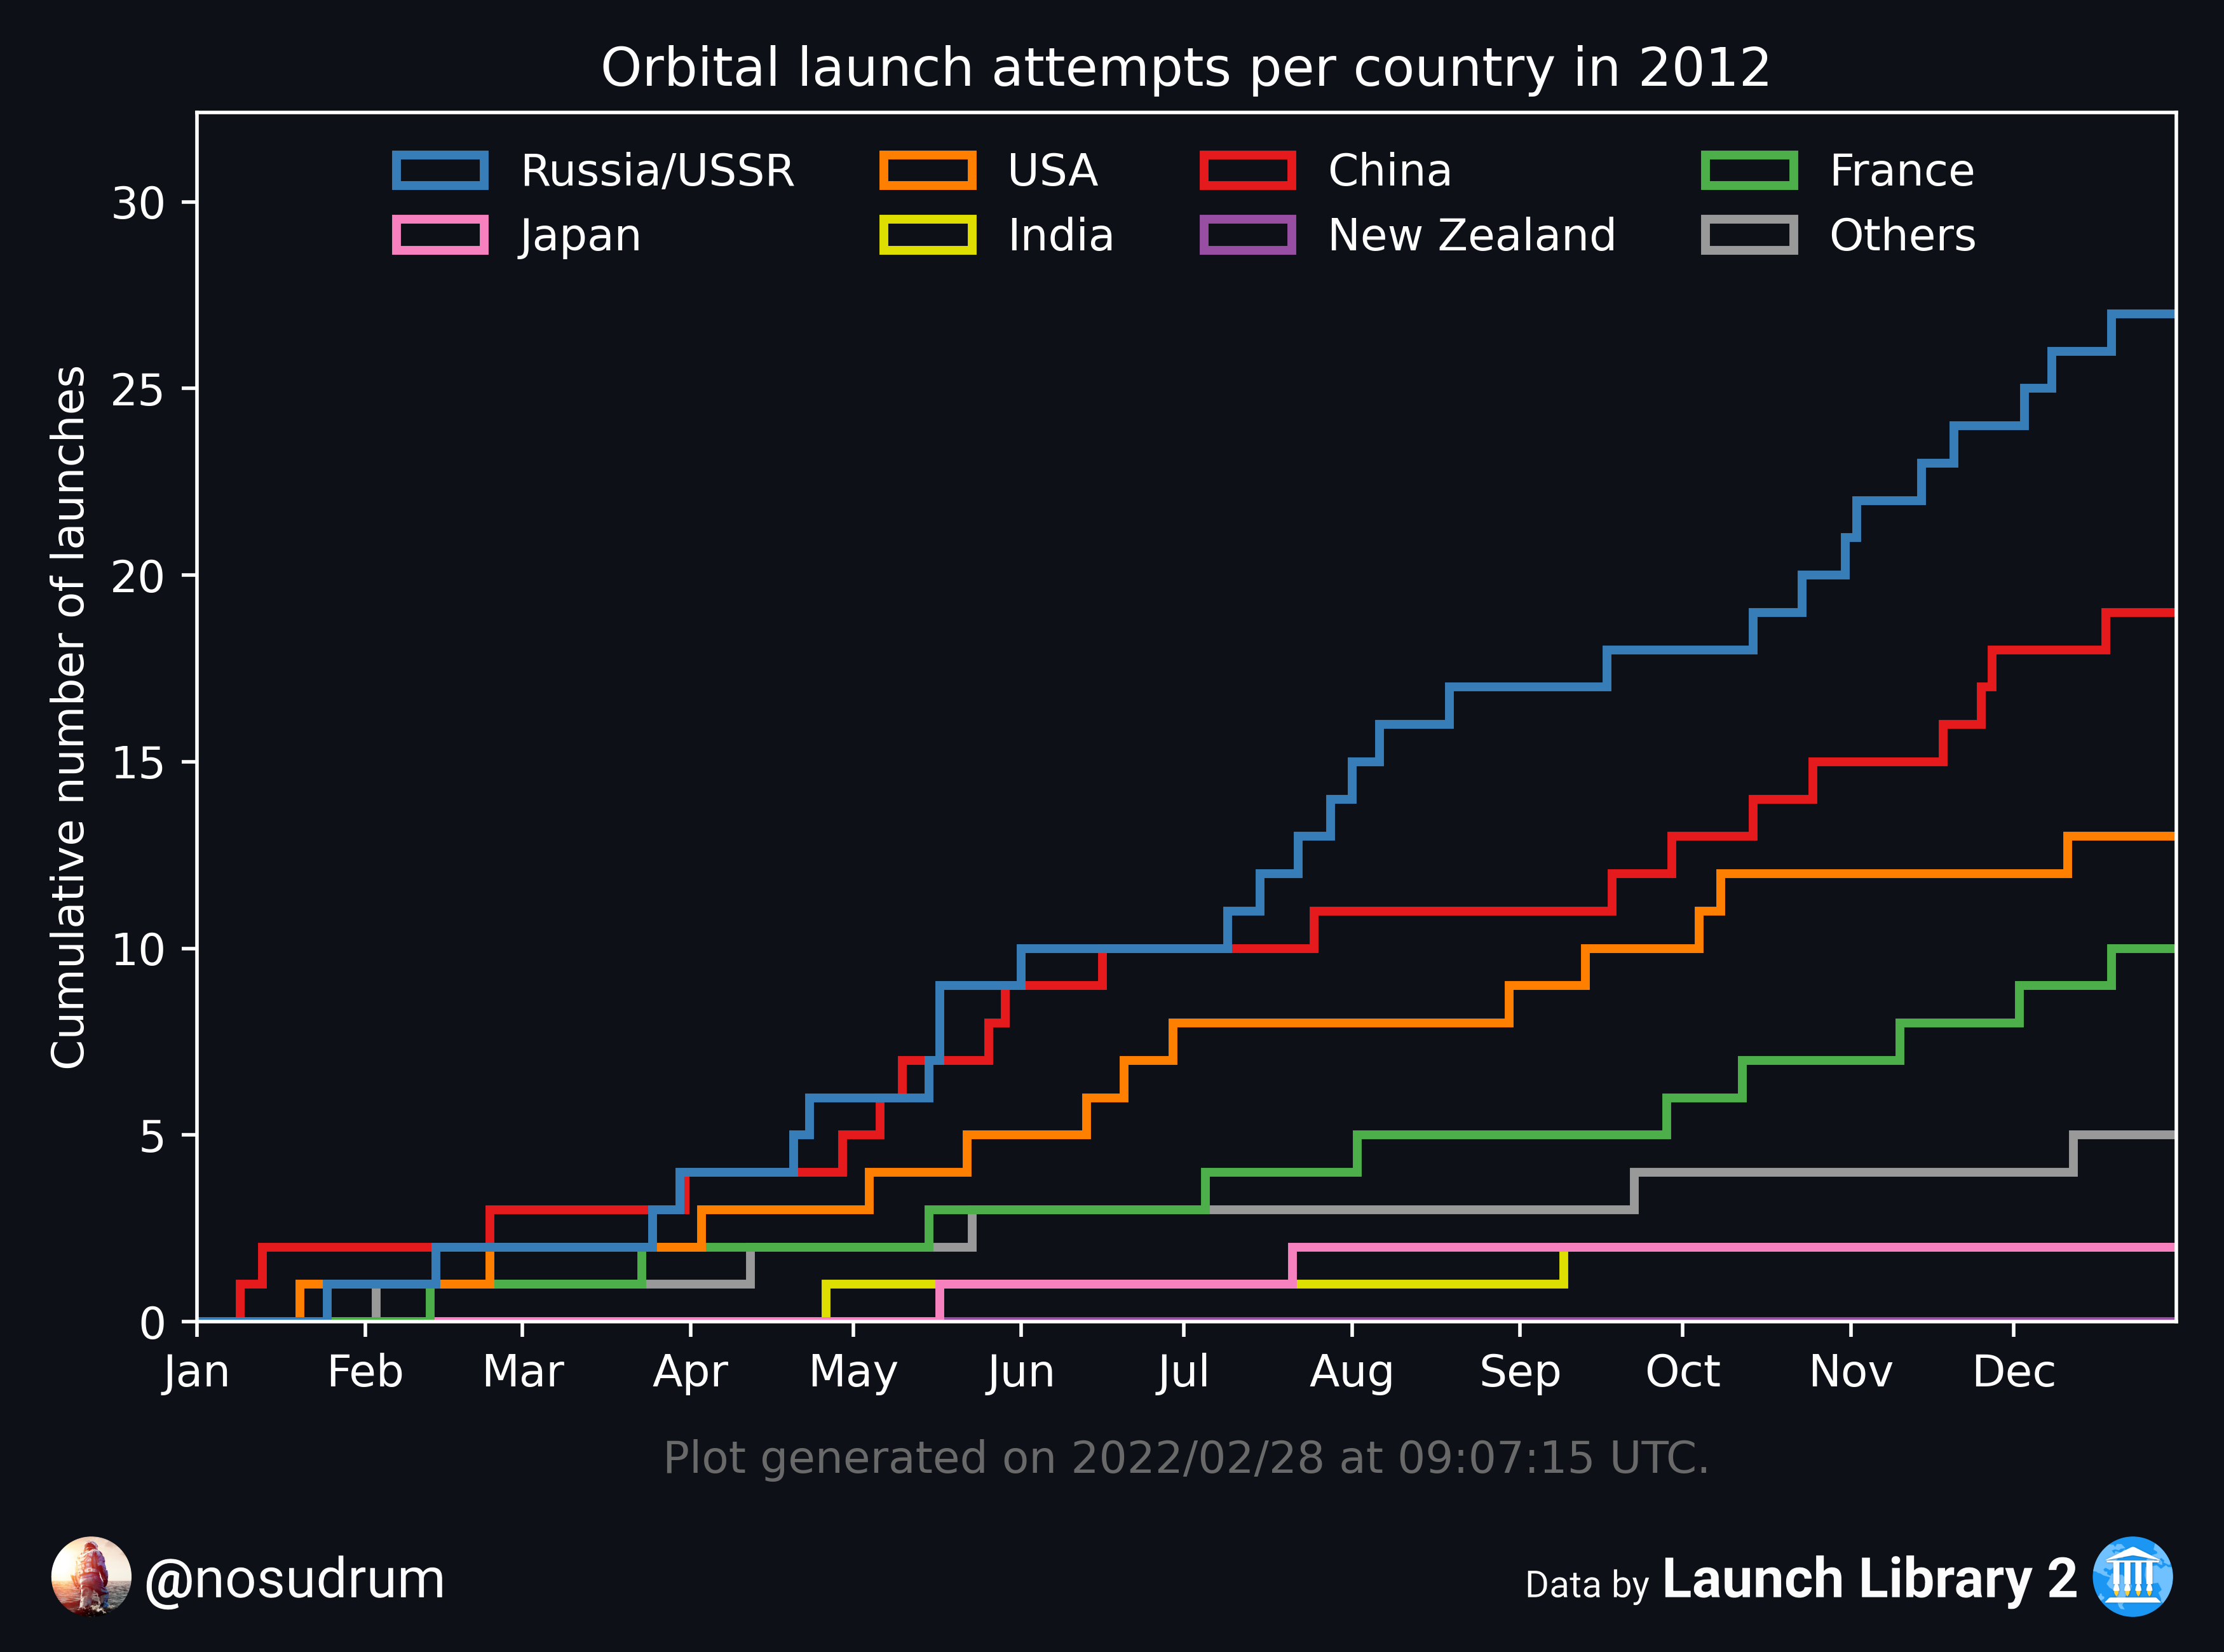 Orbital launch attempts per country in 2012
Russia/USSR USA China France
Japan India New Zealand Others
Cumulative number of launches
30
25
20
15
10
5
0
Jan Feb Mar Apr May Jun Jul Aug Sep Oct Nov Dec
Plot generated on 2022/02/28 at 09:07:15 UTC.
@nosudrum
Data by Launch Library 2